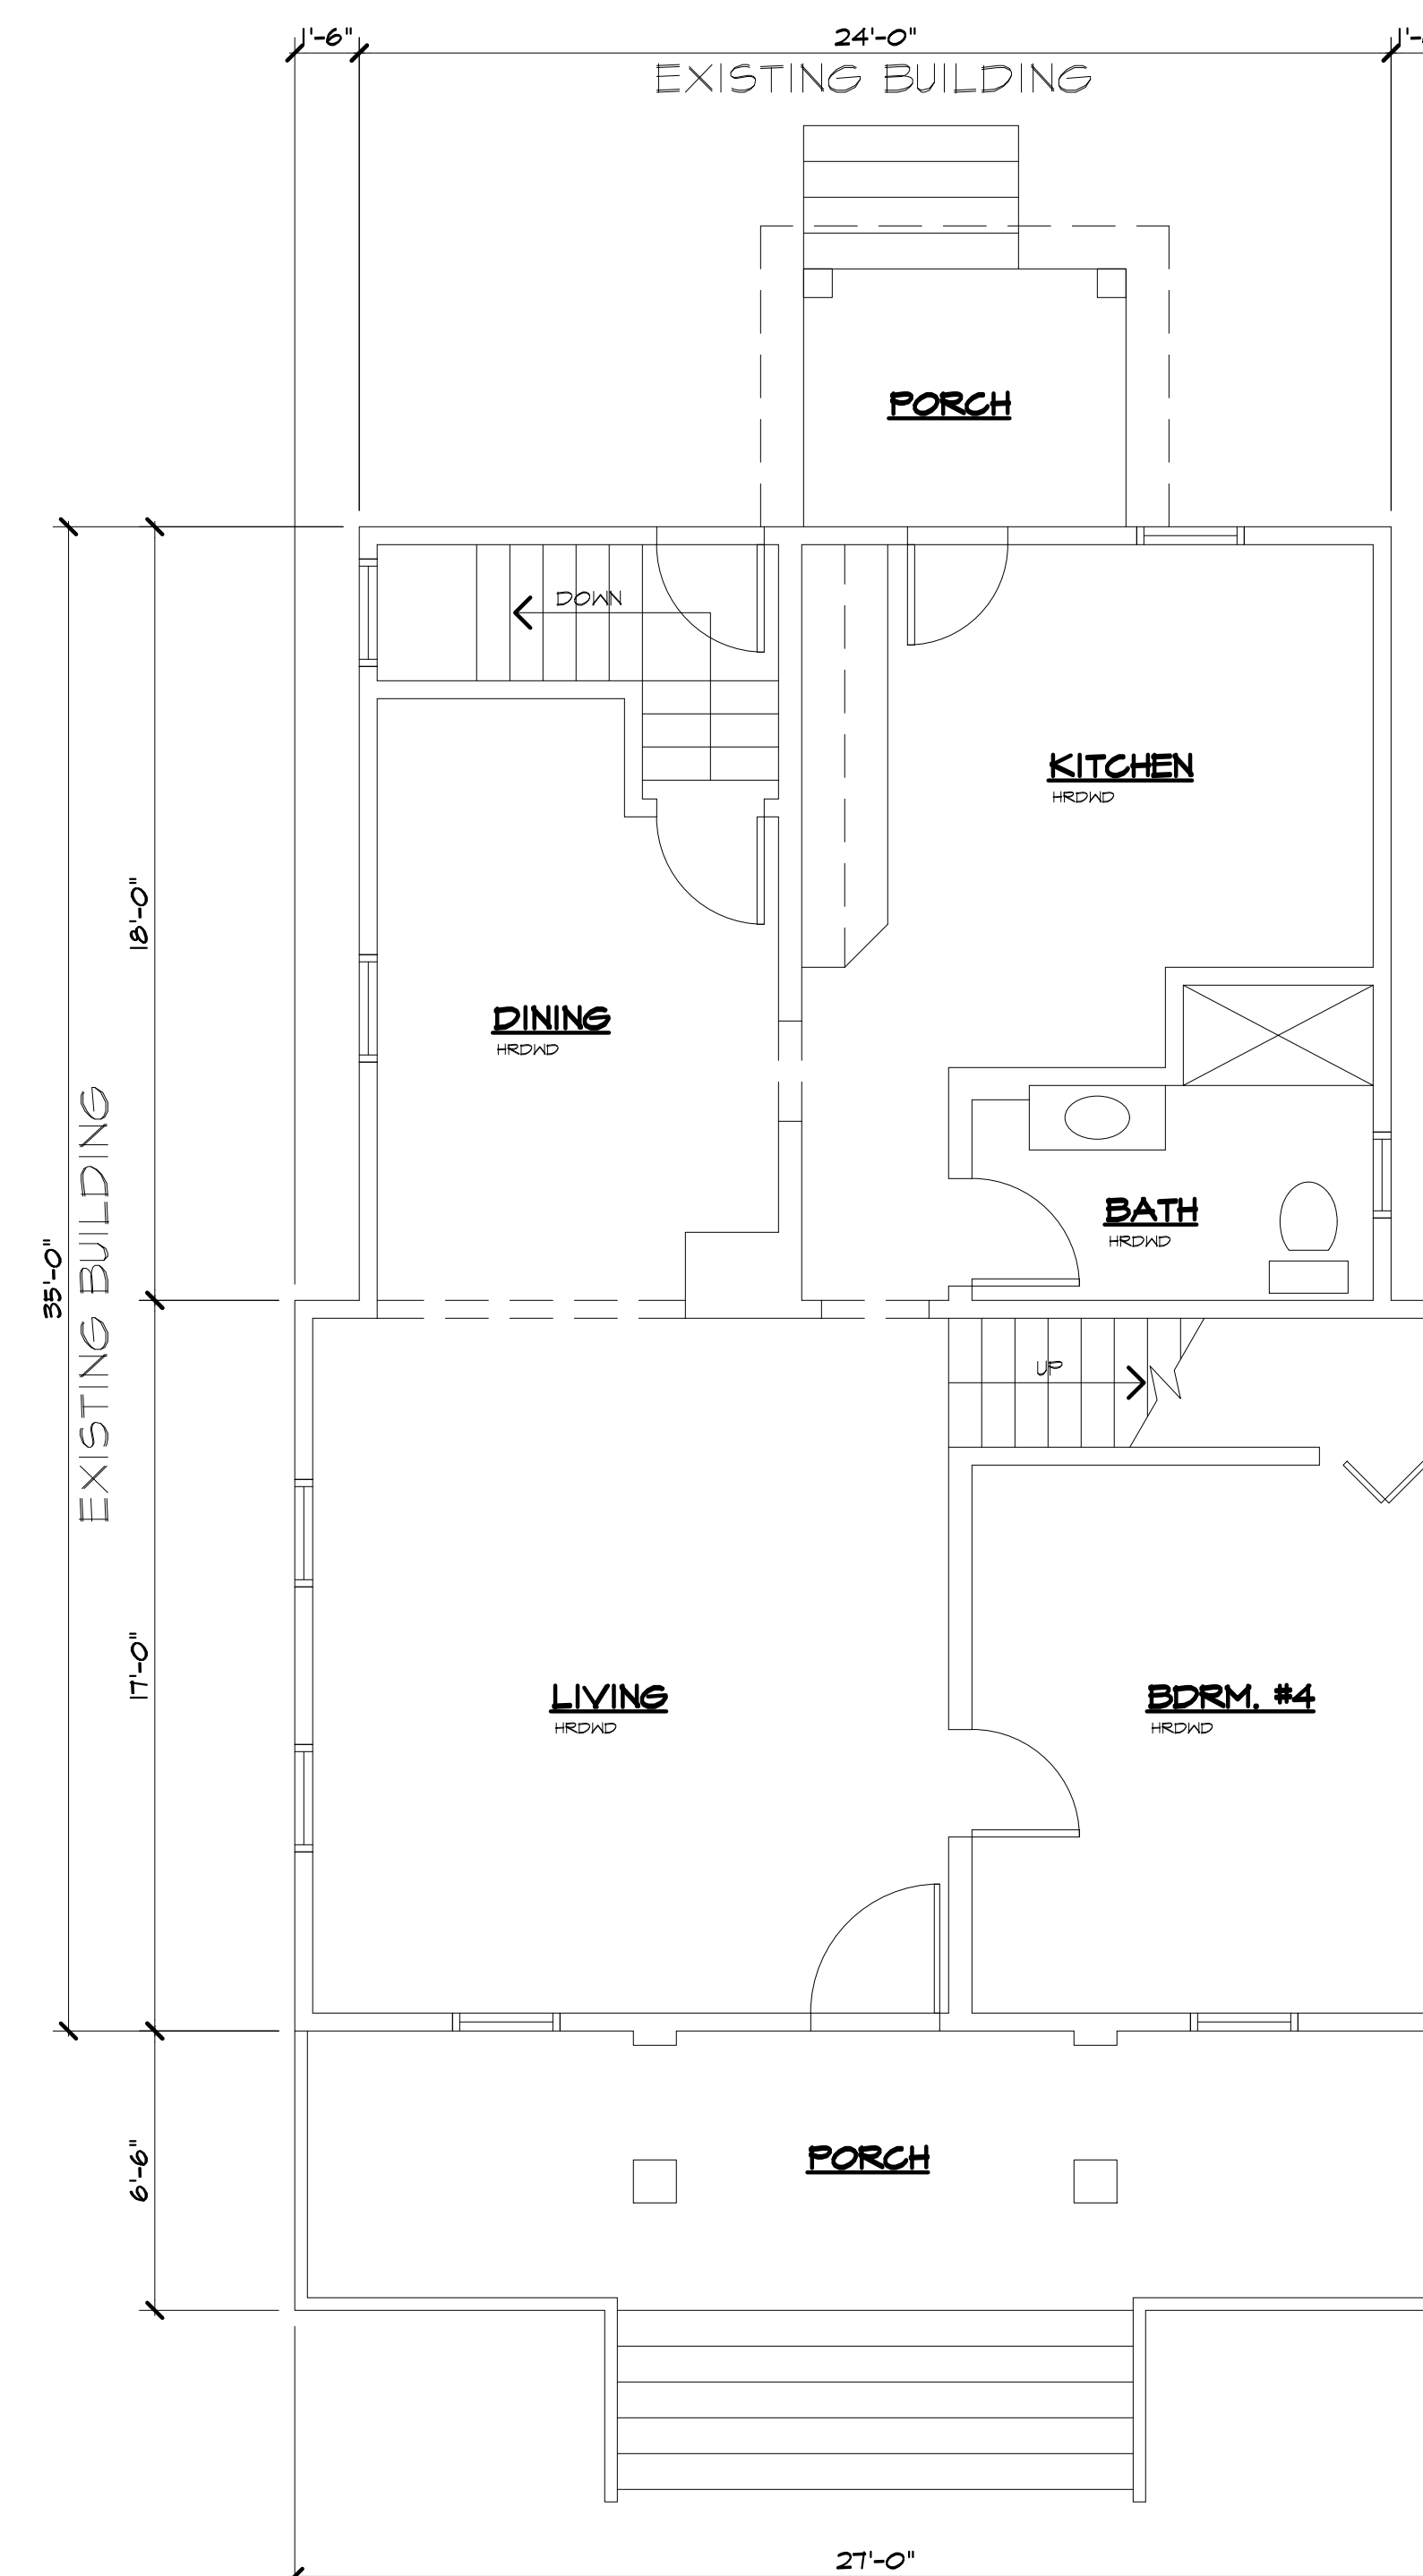 1'-6"
24'-0"
EXISTING BUILDING
PORCH
DOWN
KITCHEN
HRDWD
18'-0"
DINING
HRDWD
EXISTING BUILDING
35'-0"
BATH
HRDWD
UP
17'-0"
LIVING
HRDWD
BDRM. #4
HRDWD
PORCH
6'-6"
27'-0"